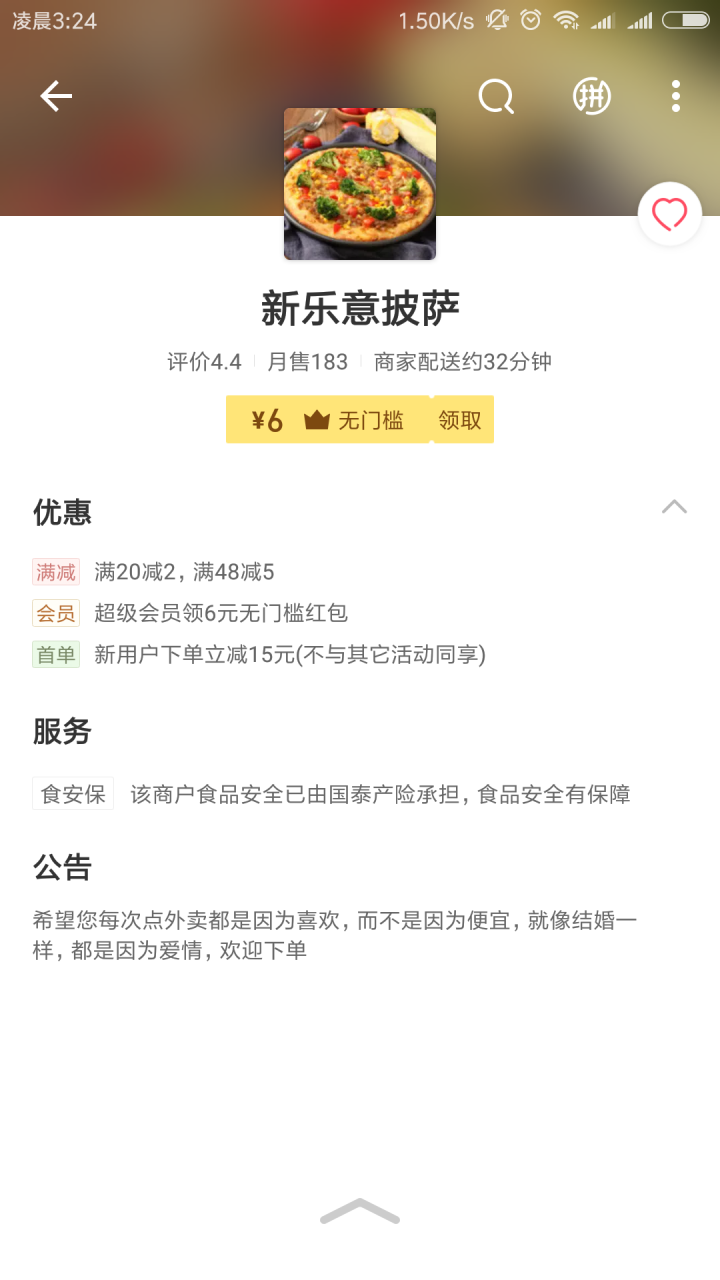 凌晨3:24
1.50K/s
拼
新乐意披萨
评价4.4 月售183 商家配送约32分钟
¥6 无门槛 领取
优惠
满减 满20减2, 满48减5
会员 超级会员领6元无门槛红包
首单 新用户下单立减15元(不与其它活动同享)
服务
食安保 该商户食品安全已由国泰产险承担, 食品安全有保障
公告
希望您每次点外卖都是因为喜欢, 而不是因为便宜, 就像结婚一
样, 都是因为爱情, 欢迎下单